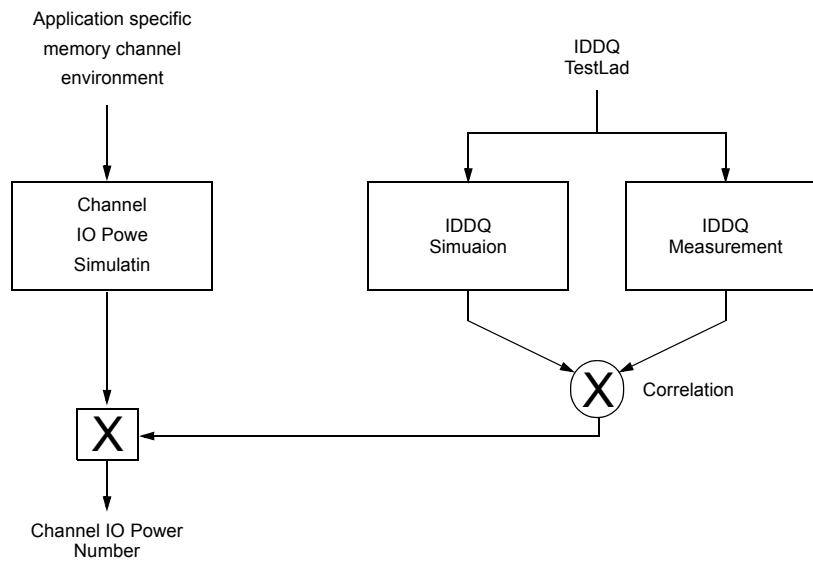 Application specific
memory channel
environment
IDDQ
TestLad
Channel
IO Powe
Simulatin
IDDQ
Simuaion
IDDQ
Measurement
X
Correlation
X
Channel IO Power
Number